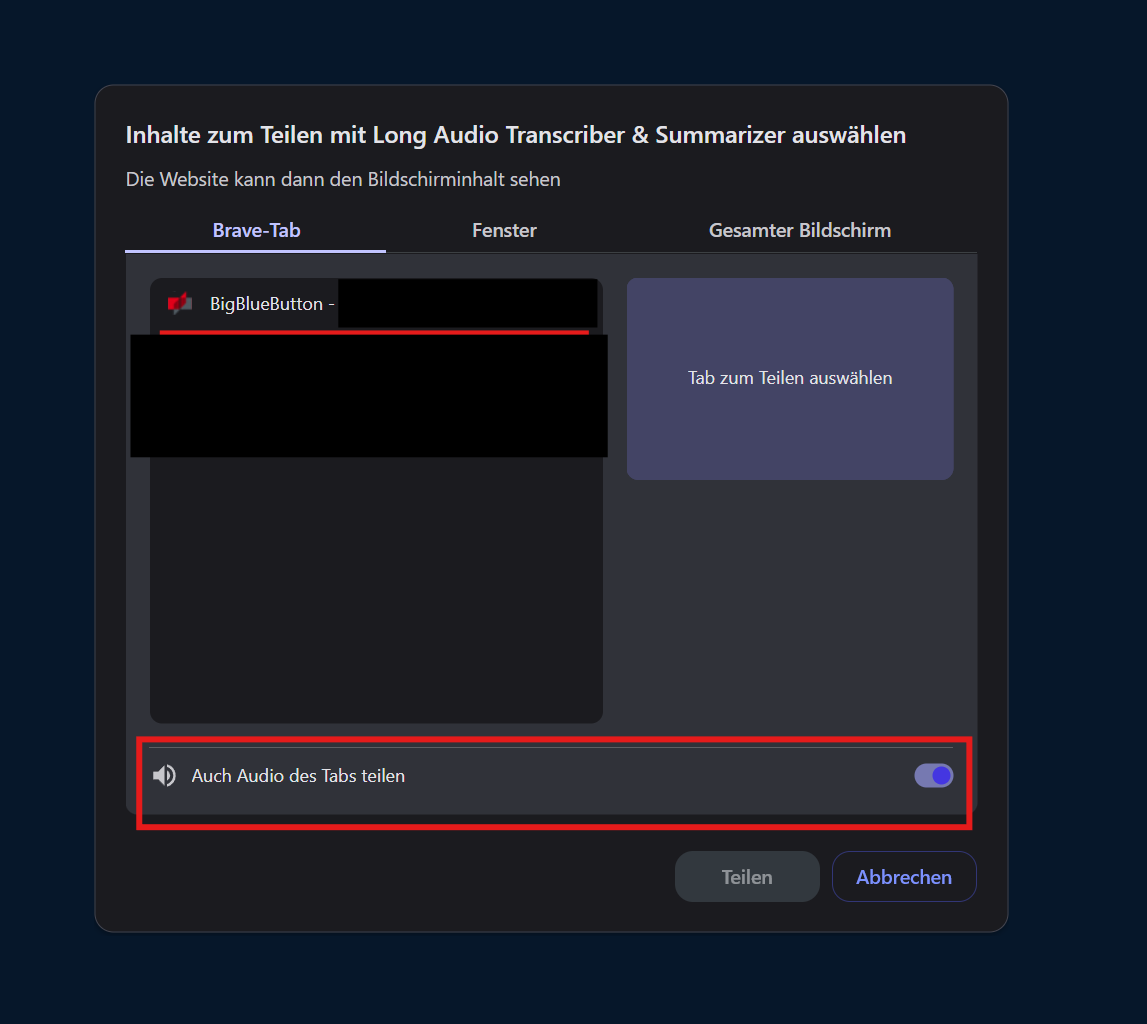 Inhalte zum Teilen mit Long Audio Transcriber & Summarizer auswählen
Die Website kann dann den Bildschirminhalt sehen
Brave-Tab
Fenster
Gesamter Bildschirm
BigBlueButton -
Tab zum Teilen auswählen
Auch Audio des Tabs teilen
Teilen
Abbrechen